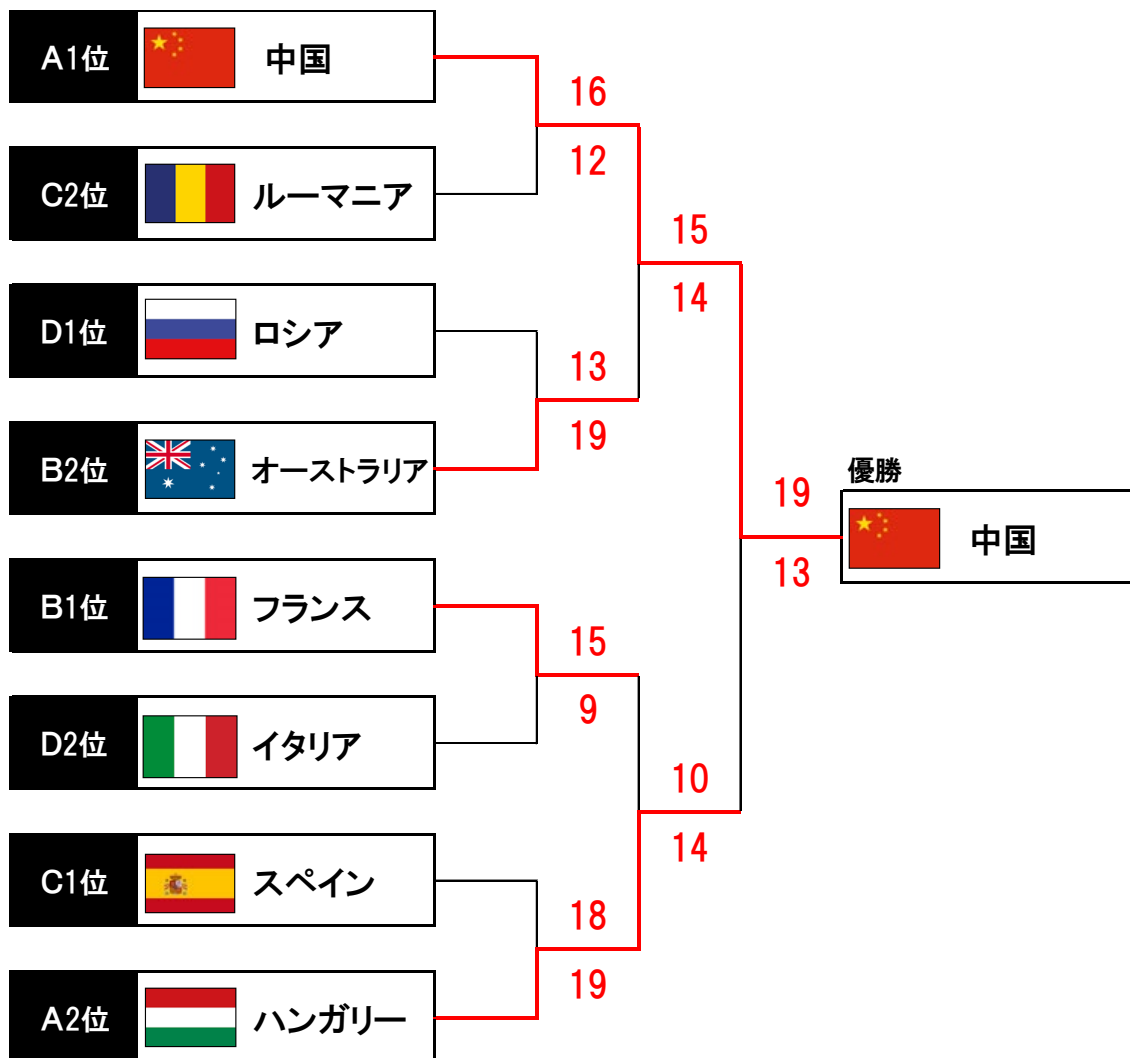 A1位 中国
16
12
C2位 ルーマニア
15
14
D1位 ロシア
13
19
B2位 オーストラリア
優勝
19
中国
13
B1位 フランス
15
9
D2位 イタリア
10
14
C1位 スペイン
18
19
A2位 ハンガリー